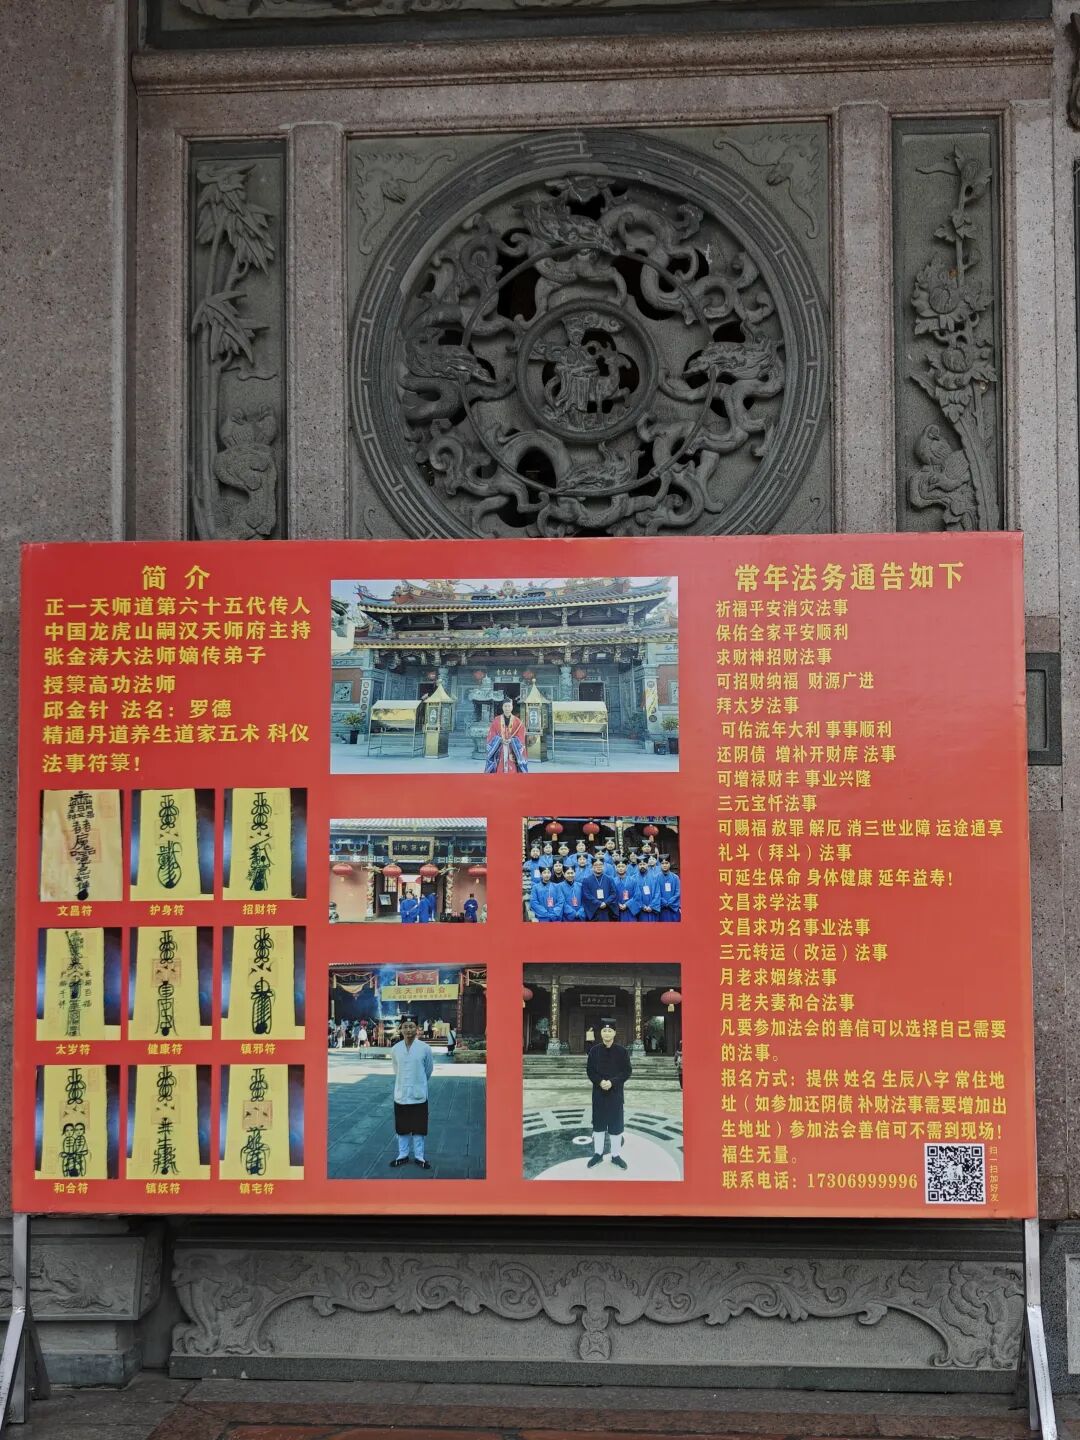 简 介
正一天师道第六十五代传人
中国龙虎山嗣汉天师府主持
张金涛大法师嫡传弟子
授箓高功法师
邱金针 法名：罗德
精通丹道养生道家五术 科仪
法事符箓！
文昌符 护身符 招财符
太岁符 健康符 镇邪符
和合符 镇妖符 镇宅符
常年法务通告如下
祈福平安消灾法事
保佑全家平安顺利
求财神招财法事
可招财纳福 财源广进
拜太岁法事
可佑流年大利 事事顺利
还阴债 增补开财库 法事
可增禄财丰 事业兴隆
三元宝忏法事
可赐福 赦罪 解厄 消三世业障 运途通享
礼斗（拜斗）法事
可延生保命 身体健康 延年益寿！
文昌求学法事
文昌求功名事业法事
三元转运（改运）法事
月老求姻缘法事
月老夫妻和合法事
凡要参加法会的善信可以选择自己需要
的法事。
报名方式：提供 姓名 生辰八字 常住地
址（如参加还阴债 补财法事需要增加出
生地址）参加法会善信可不需到现场！
福生无量。
联系电话：17306999996
扫一扫加好友